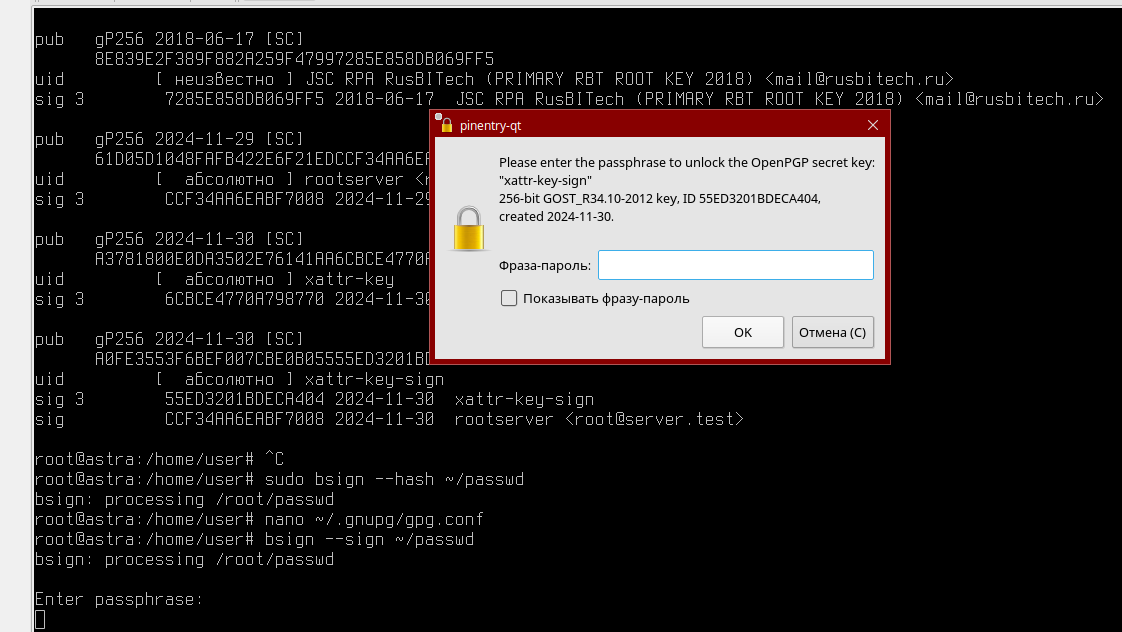 pub   gP256 2018-06-17 [SC]
      8E839E2F389F882A259F47997285E858DB069FF5
uid           [ неизвестно ] JSC RPA RusBITech (PRIMARY RBT ROOT KEY 2018) <mail@rusbitech.ru>
sig 3        7285E858DB069FF5 2018-06-17  JSC RPA RusBITech (PRIMARY RBT ROOT KEY 2018) <mail@rusbitech.ru>
pub   gP256 2024-11-29 [SC]
      61D05D1048FAFB422E6F21EDCCF34AA6EA
uid           [  абсолютно ] rootserver <r
sig 3        CCF34AA6EABF7008 2024-11-29
pub   gP256 2024-11-30 [SC]
      A3781800E0DA3502E76141AA6CBCE4770A
uid           [  абсолютно ] xattr-key
sig 3        6CBCE4770A798770 2024-11-30
pub   gP256 2024-11-30 [SC]
      A0FE3553F6BEF007CBE0B05555ED3201BD
uid           [  абсолютно ] xattr-key-sign
sig 3        55ED3201BDECA404 2024-11-30  xattr-key-sign
sig          CCF34AA6EABF7008 2024-11-30  rootserver <root@server.test>
root@astra:/home/user# ^C
root@astra:/home/user# sudo bsign --hash ~/passwd
bsign: processing /root/passwd
root@astra:/home/user# nano ~/.gnupg/gpg.conf
root@astra:/home/user# bsign --sign ~/passwd
bsign: processing /root/passwd
Enter passphrase:
pinentry-qt
Please enter the passphrase to unlock the OpenPGP secret key:
"xattr-key-sign"
256-bit GOST_R34.10-2012 key, ID 55ED3201BDECA404,
created 2024-11-30.
Фраза-пароль:
Показывать фразу-пароль
OK
Отмена (C)